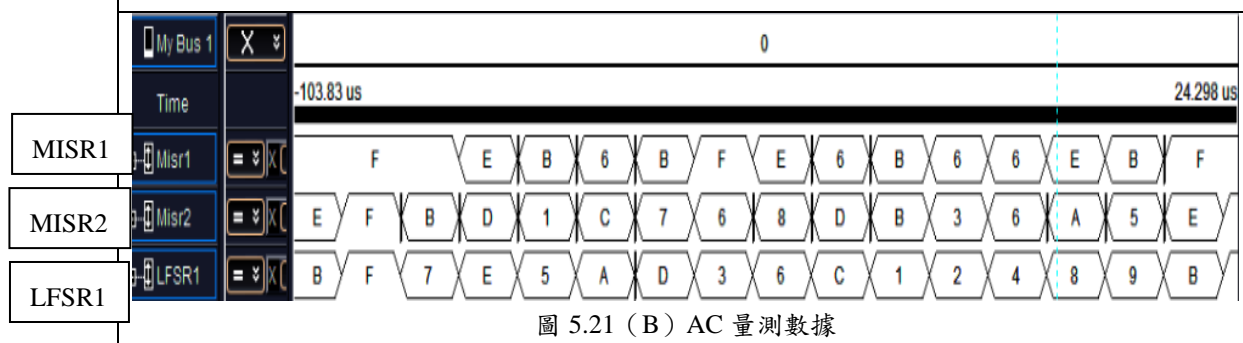 My Bus 1 X 0
Time -103.83 us 24.298 us
MISR1 Misr1 = X F E B 6 B F E 6 B 6 6 E B F
MISR2 Misr2 = X E F B D 1 C 7 6 8 D B 3 6 A 5 E
LFSR1 LFSR1 = X B F 7 E 5 A D 3 6 C 1 2 4 8 9 B
圖 5.21（B）AC 量測數據